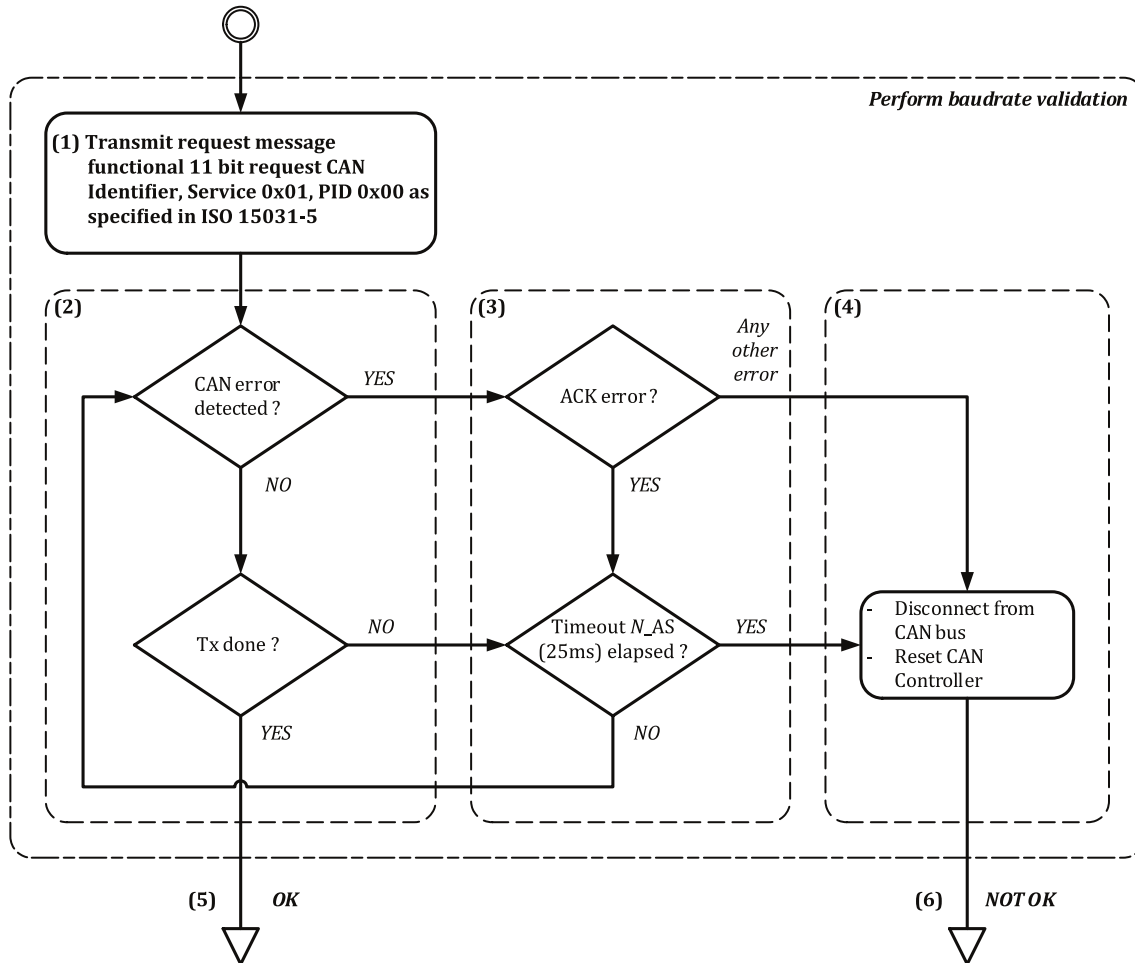 Perform baudrate validation
(1) Transmit request message
functional 11 bit request CAN
Identifier, Service 0x01, PID 0x00 as
specified in ISO 15031-5
(2)
CAN error
detected ?
YES
NO
Tx done ?
NO
YES
(3)
ACK error ?
Any
other
error
YES
Timeout N_AS
(25ms) elapsed ?
YES
NO
(4)
- Disconnect from
CAN bus
- Reset CAN
Controller
(5) OK
(6) NOT OK